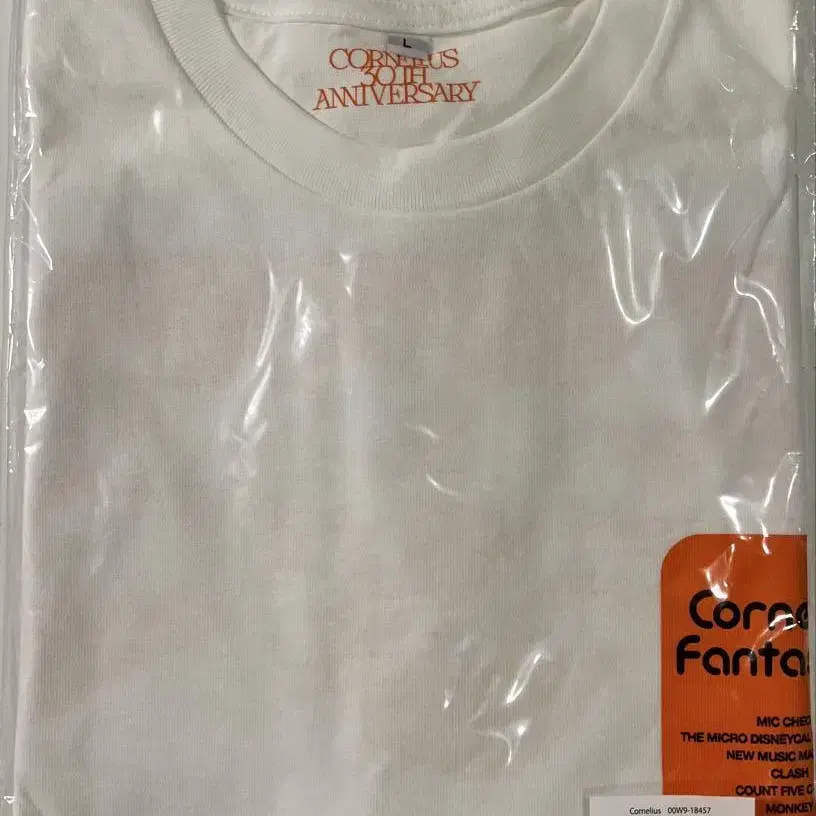 L
CORNELIUS
30TH
ANNIVERSARY
Corne
Fanta
MIC CHEC
THE MICRO DISNEYCAL
NEW MUSIC MA
CLASH
COUNT FIVE O
MONKEY
Cornelius 00W9-18457